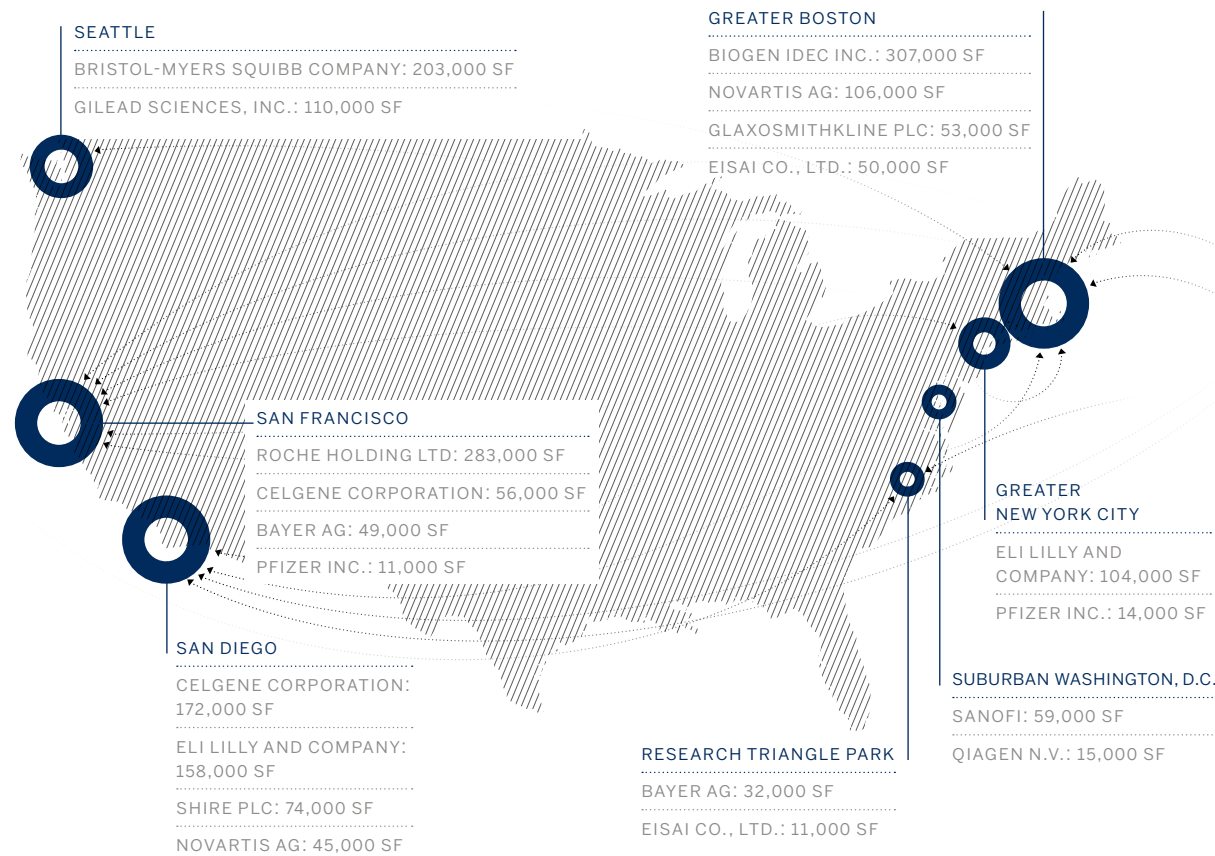 SEATTLE
BRISTOL-MYERS SQUIBB COMPANY: 203,000 SF
GILEAD SCIENCES, INC.: 110,000 SF
GREATER BOSTON
BIOGEN IDEC INC.: 307,000 SF
NOVARTIS AG: 106,000 SF
GLAXOSMITHKLINE PLC: 53,000 SF
EISAI CO., LTD.: 50,000 SF
SAN FRANCISCO
ROCHE HOLDING LTD: 283,000 SF
CELGENE CORPORATION: 56,000 SF
BAYER AG: 49,000 SF
PFIZER INC.: 11,000 SF
GREATER
NEW YORK CITY
ELI LILLY AND
COMPANY: 104,000 SF
PFIZER INC.: 14,000 SF
SAN DIEGO
CELGENE CORPORATION:
172,000 SF
ELI LILLY AND COMPANY:
158,000 SF
SHIRE PLC: 74,000 SF
NOVARTIS AG: 45,000 SF
SUBURBAN WASHINGTON, D.C.
SANOFI: 59,000 SF
QIAGEN N.V.: 15,000 SF
RESEARCH TRIANGLE PARK
BAYER AG: 32,000 SF
EISAI CO., LTD.: 11,000 SF